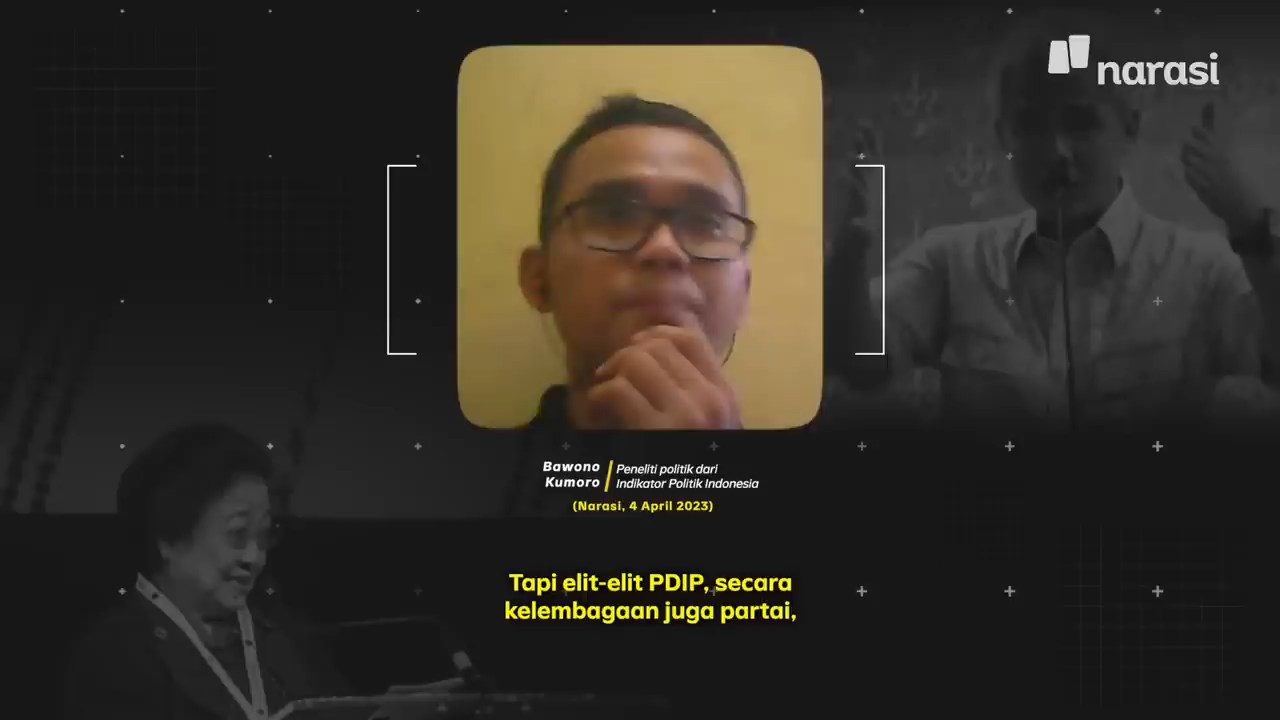 narasi
Bawono
Kumoro
Peneliti politik dari
Indikator Politik Indonesia
(Narasi, 4 April 2023)
Tapi elit-elit PDIP, secara
kelembagaan juga partai,